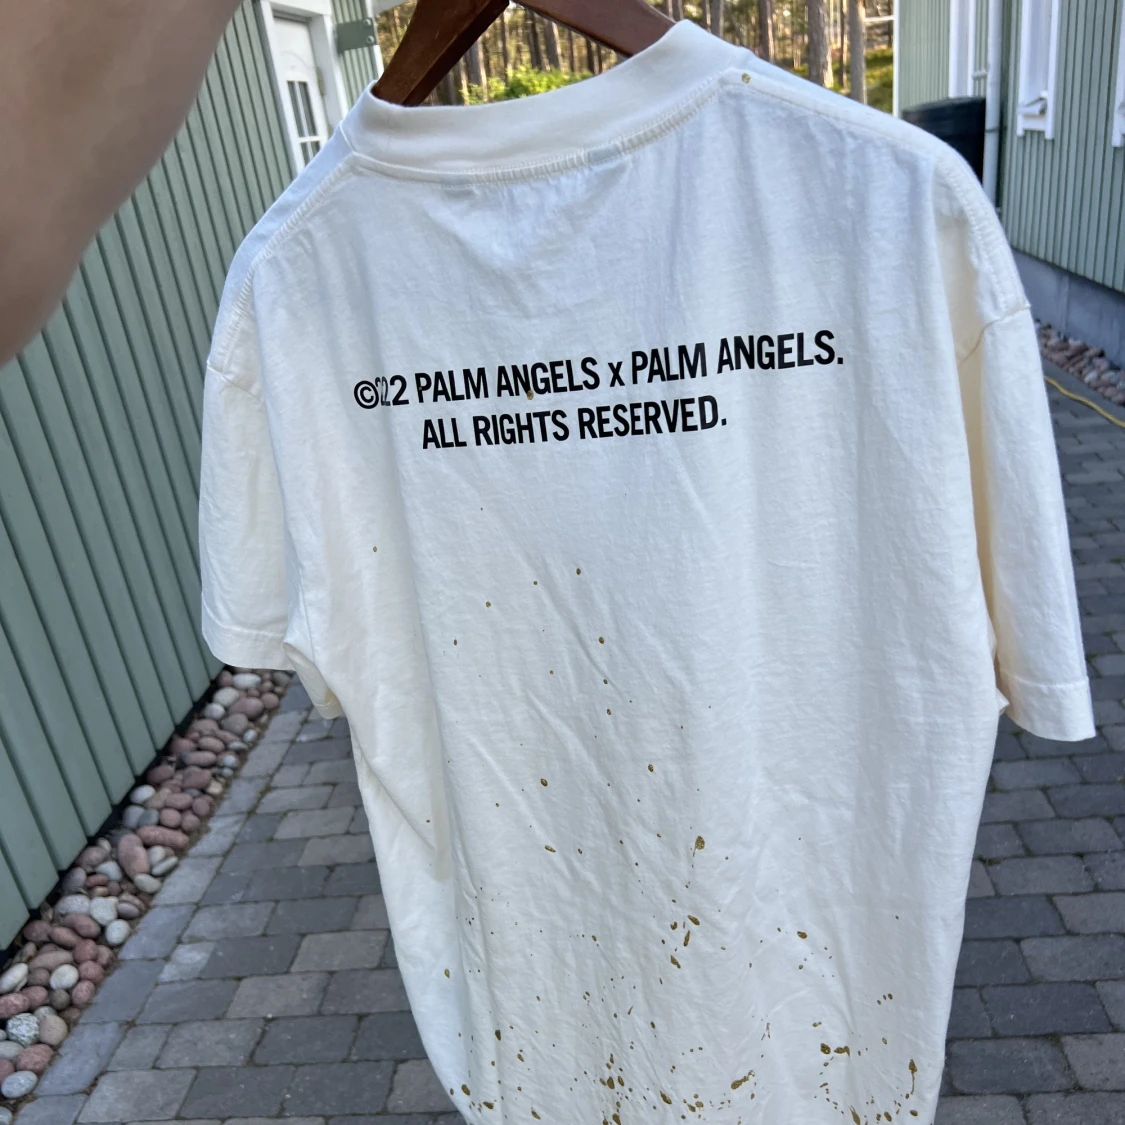 ©22 PALM ANGELS x PALM ANGELS.
ALL RIGHTS RESERVED.